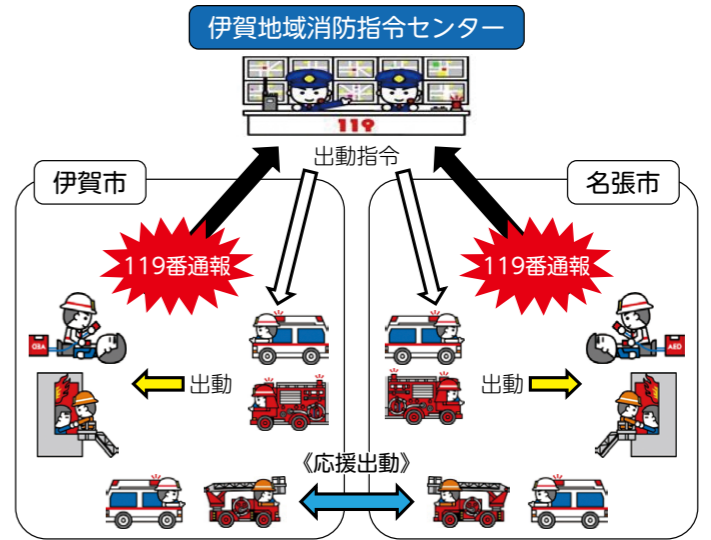 伊賀地域消防指令センター
119
出動指令
伊賀市
名張市
119番通報
119番通報
AED
出動
出動
《応援出動》